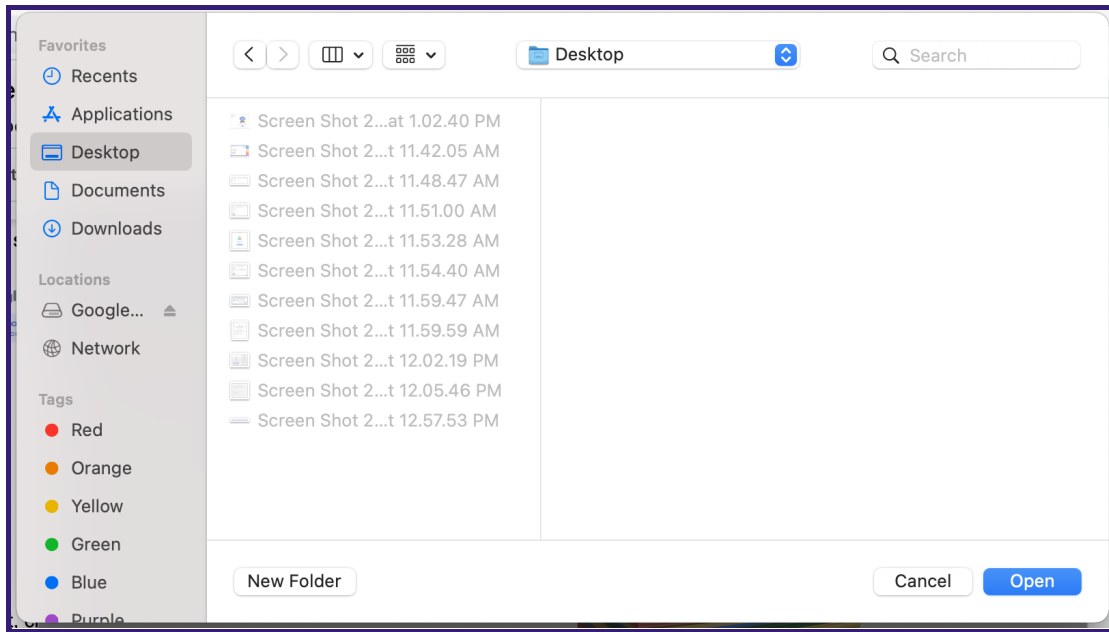 Favorites
Recents
Applications
Desktop
Documents
Downloads
Locations
Google...
Network
Tags
Red
Orange
Yellow
Green
Blue
Purple
Desktop
Search
Screen Shot 2...at 1.02.40 PM
Screen Shot 2...t 11.42.05 AM
Screen Shot 2...t 11.48.47 AM
Screen Shot 2...t 11.51.00 AM
Screen Shot 2...t 11.53.28 AM
Screen Shot 2...t 11.54.40 AM
Screen Shot 2...t 11.59.47 AM
Screen Shot 2...t 11.59.59 AM
Screen Shot 2...t 12.02.19 PM
Screen Shot 2...t 12.05.46 PM
Screen Shot 2...t 12.57.53 PM
New Folder
Cancel
Open